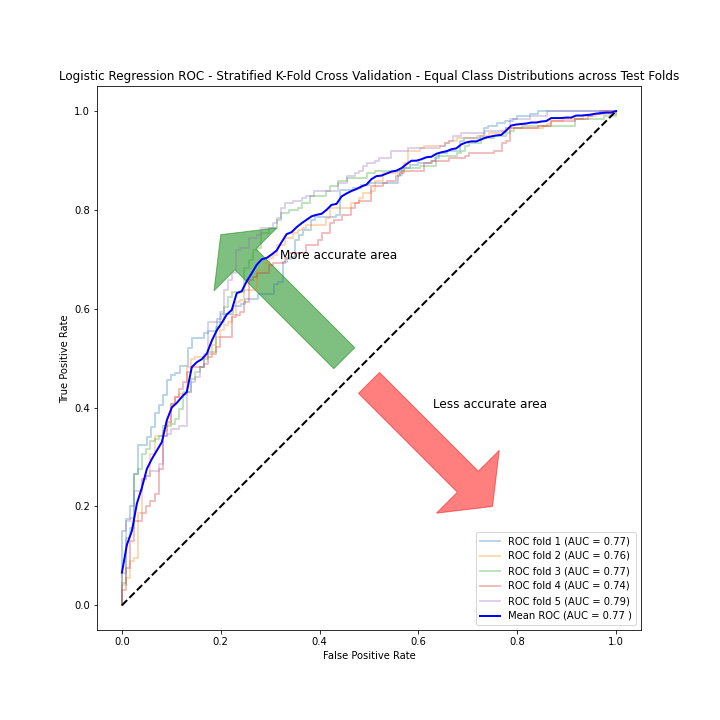 Logistic Regression ROC - Stratified K-Fold Cross Validation - Equal Class Distributions across Test Folds
1.0
0.8
0.6
0.4
0.2
0.0
True Positive Rate
More accurate area
Less accurate area
ROC fold 1 (AUC = 0.77)
ROC fold 2 (AUC = 0.76)
ROC fold 3 (AUC = 0.77)
ROC fold 4 (AUC = 0.74)
ROC fold 5 (AUC = 0.79)
Mean ROC (AUC = 0.77 )
0.0 0.2 0.4 0.6 0.8 1.0
False Positive Rate